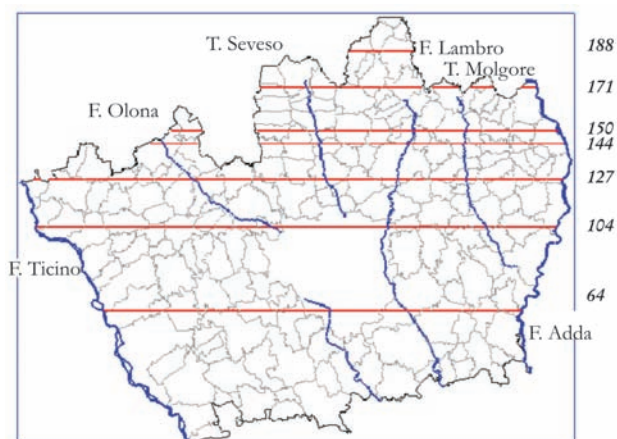 T. Seveso
F. Lambro
188
T. Molgore
171
F. Olona
150
144
127
104
F. Ticino
64
F. Adda